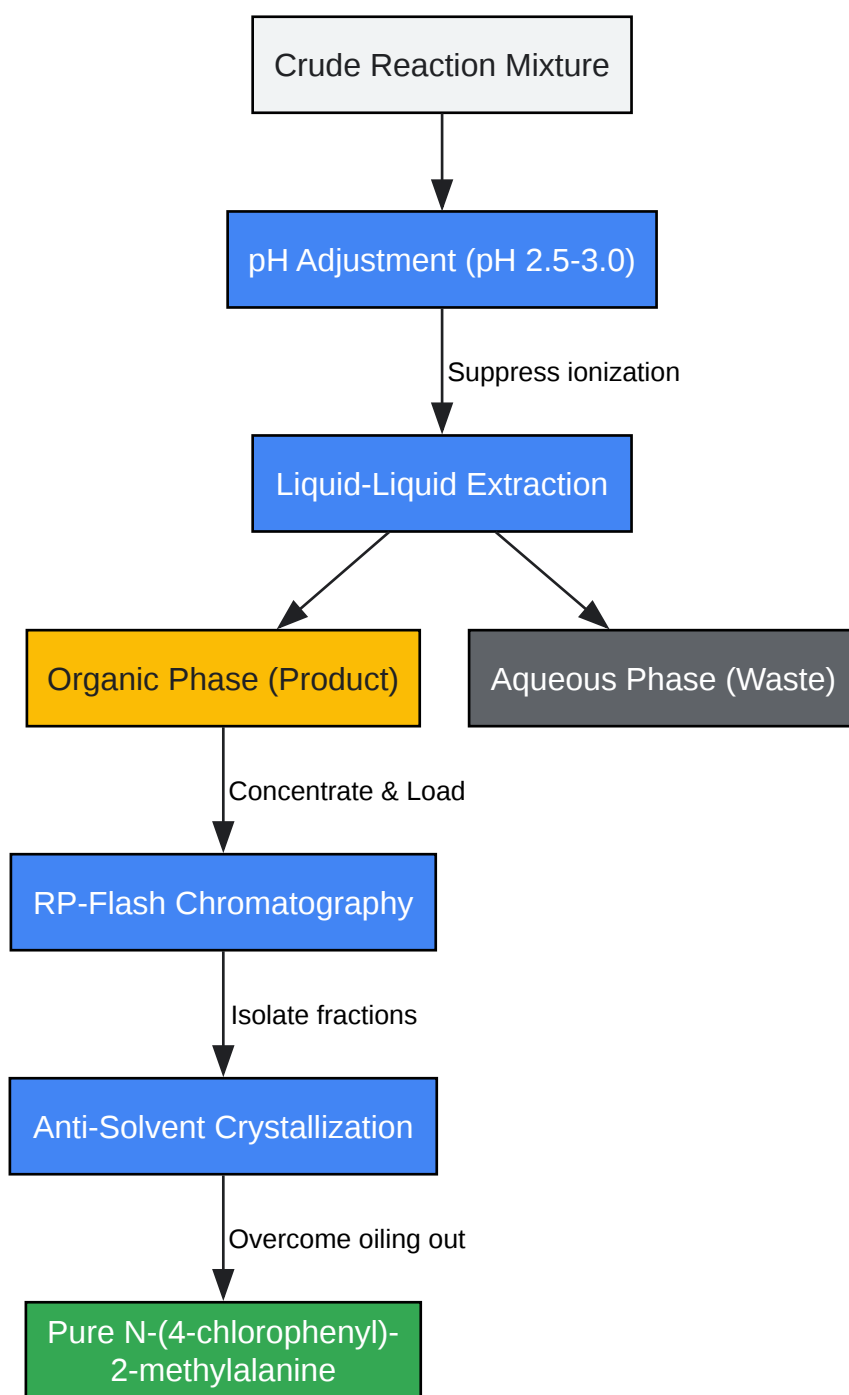 Crude Reaction Mixture
pH Adjustment (pH 2.5-3.0)
Suppress ionization
Liquid-Liquid Extraction
Organic Phase (Product)
Aqueous Phase (Waste)
Concentrate & Load
RP-Flash Chromatography
Isolate fractions
Anti-Solvent Crystallization
Overcome oiling out
Pure N-(4-chlorophenyl)-
2-methylalanine